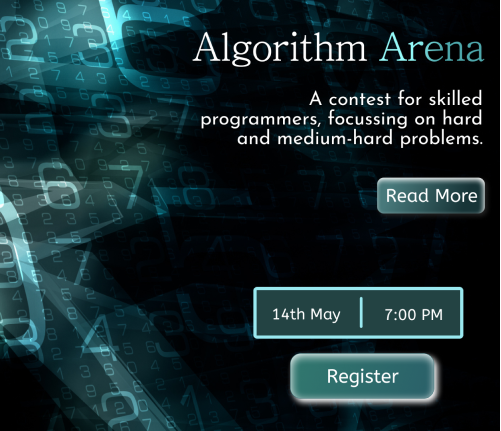 Algorithm Arena
A contest for skilled
programmers, focussing on hard
and medium-hard problems.
Read More
14th May | 7:00 PM
Register